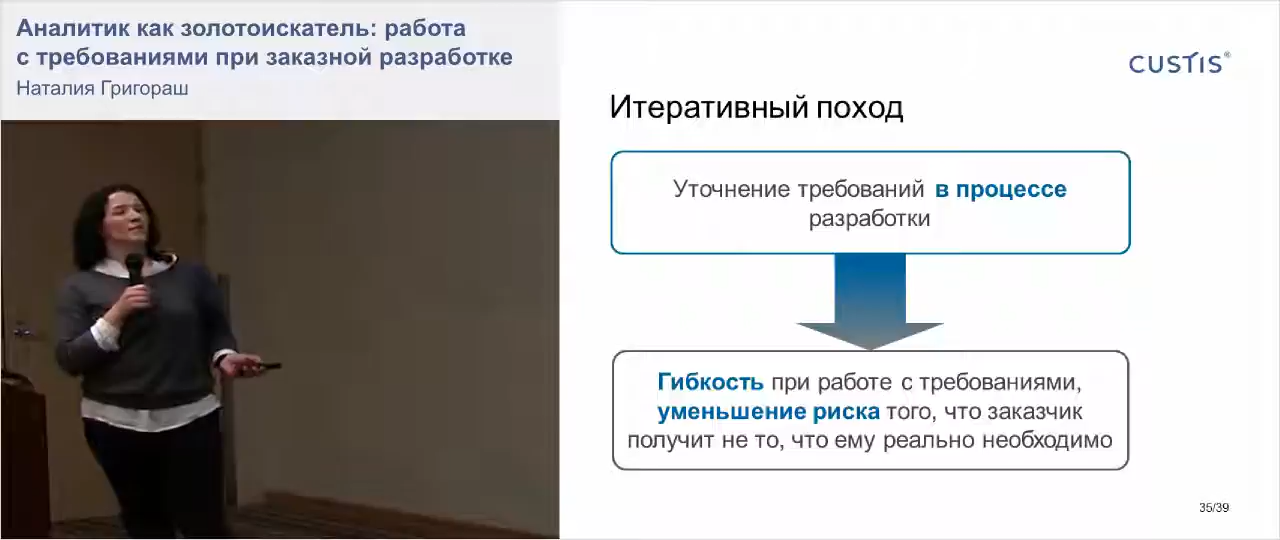 Аналитик как золотоискатель: работа
с требованиями при заказной разработке
Наталия Григораш
CUSTIS®
Итеративный поход
Уточнение требований в процессе
разработки
Гибкость при работе с требованиями,
уменьшение риска того, что заказчик
получит не то, что ему реально необходимо
35/39